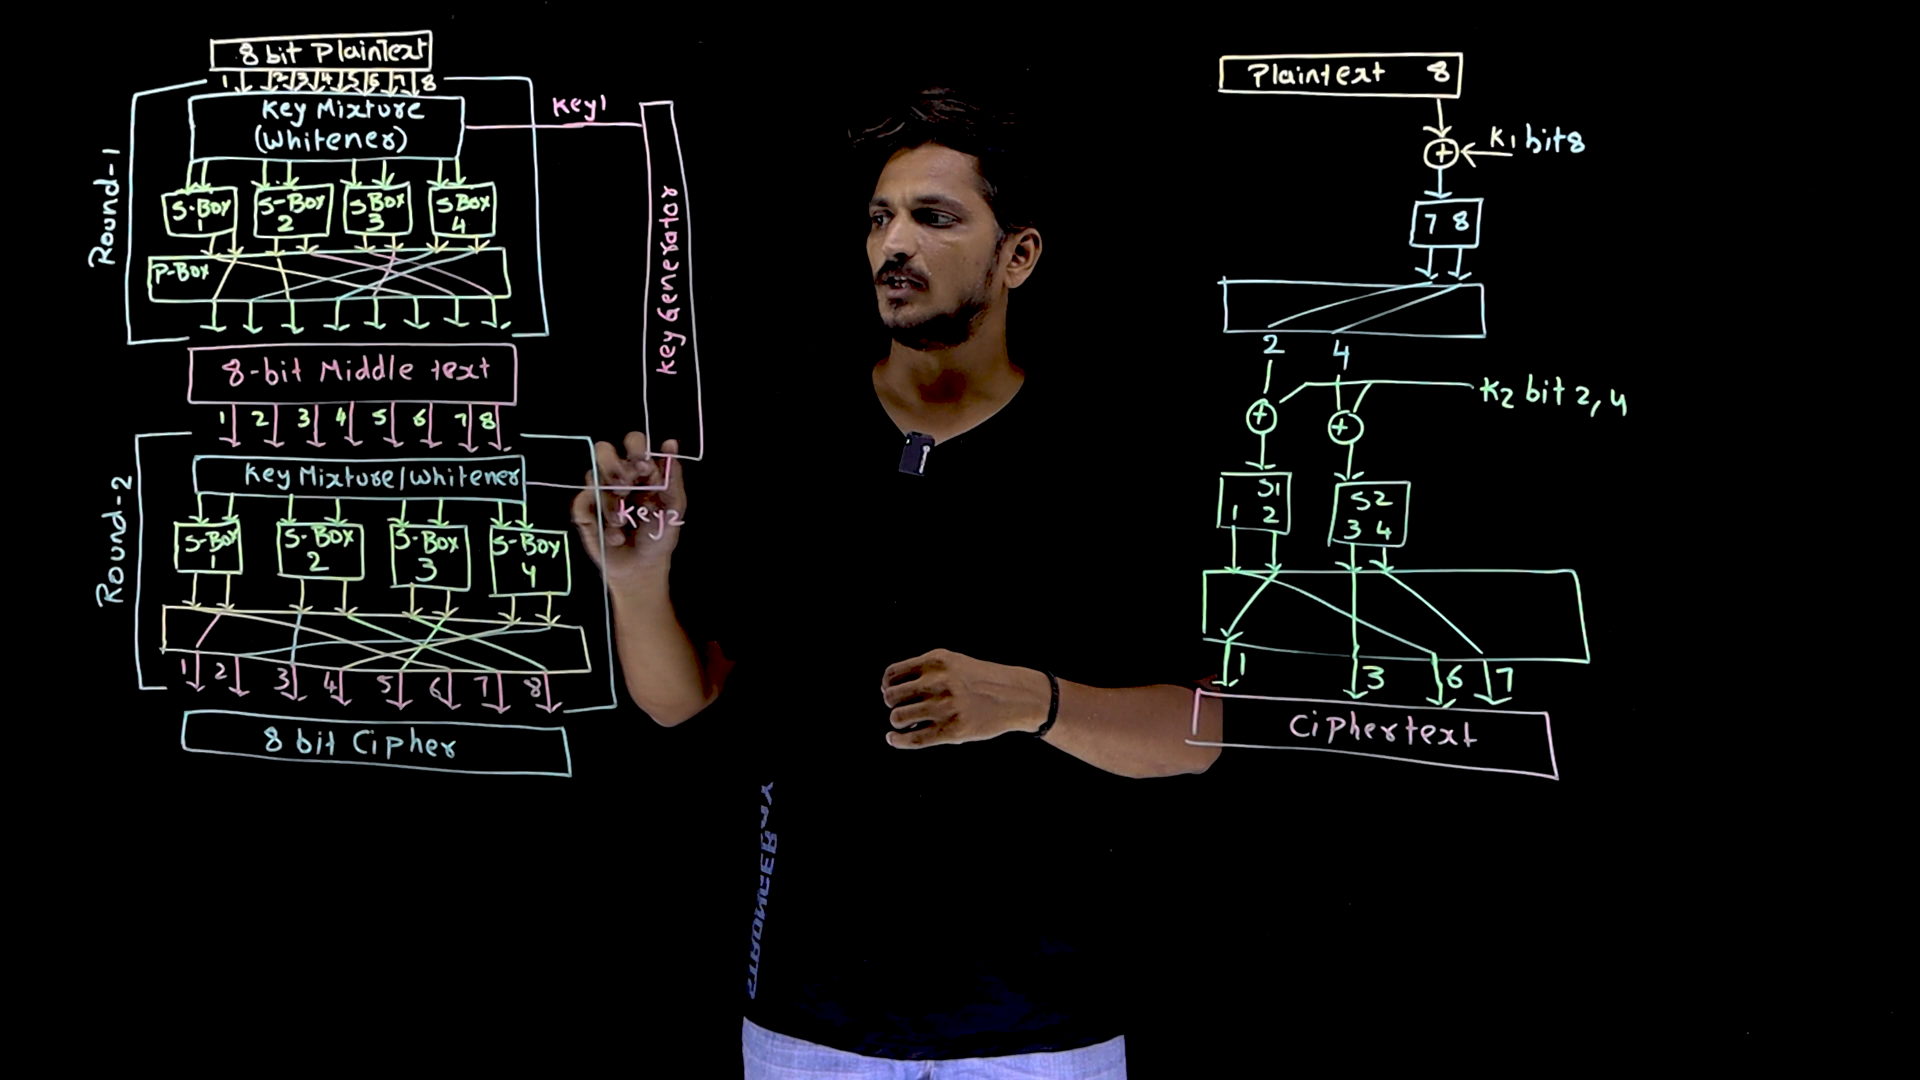 8 bit PlainText
1 2 3 4 5 6 7 8
Key Mixture
(Whitener)
Key1
Round-1
S-Box
1
S-Box
2
SBox
3
SBox
4
P-Box
Key Generator
8-bit Middle text
1 2 3 4 5 6 7 8
Round-2
Key Mixture/Whitener
Key2
S-Box
1
S-Box
2
S-Box
3
S-Box
4
1 2 3 4 5 6 7 8
8 bit Cipher
Plaintext 8
+
K1 bit8
7 8
2 4
K2 bit 2,4
+ +
S1
1 2
S2
3 4
1 3 6 7
Ciphertext